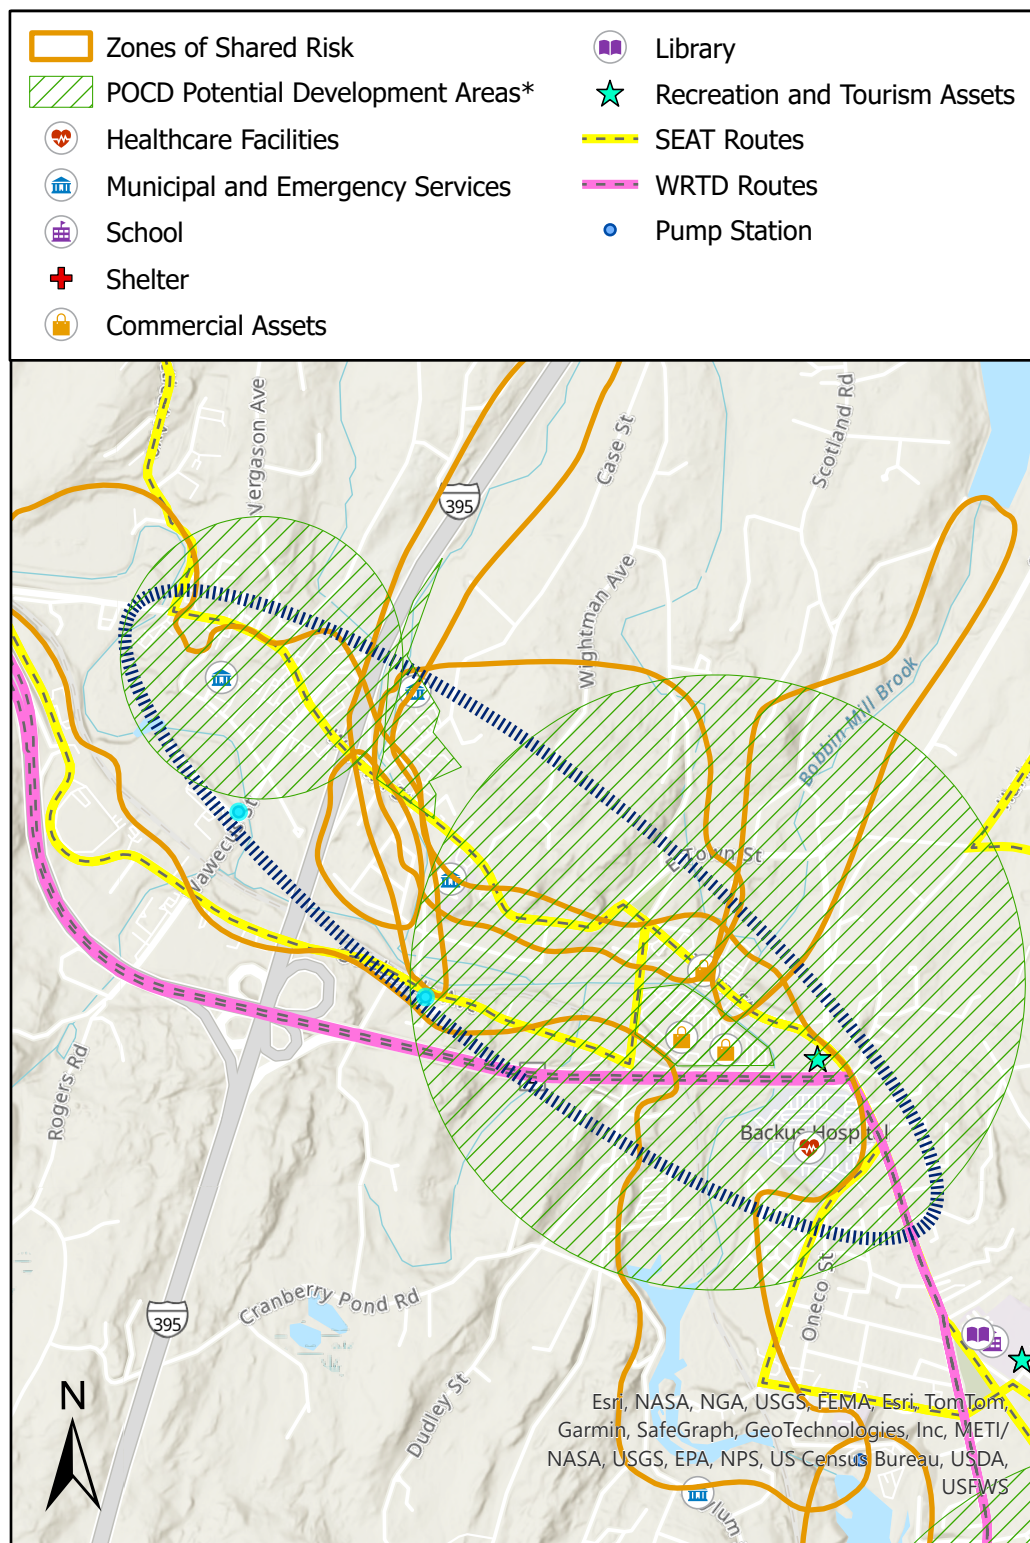 Zones of Shared Risk
POCD Potential Development Areas*
Healthcare Facilities
Municipal and Emergency Services
School
Shelter
Commercial Assets
Library
Recreation and Tourism Assets
SEAT Routes
WRTD Routes
Pump Station
Vergason Ave
395
Case St
Scotland Rd
Wightman Ave
Bobbin Mill Brook
Town St
Backus Hospital
Rogers Rd
Oneco St
Cranberry Pond Rd
395
Dudley St
N
Esri, NASA, NGA, USGS, FEMA, Esri, TomTom,
Garmin, SafeGraph, GeoTechnologies, Inc, METI/
NASA, USGS, EPA, NPS, US Census Bureau, USDA,
USFWS